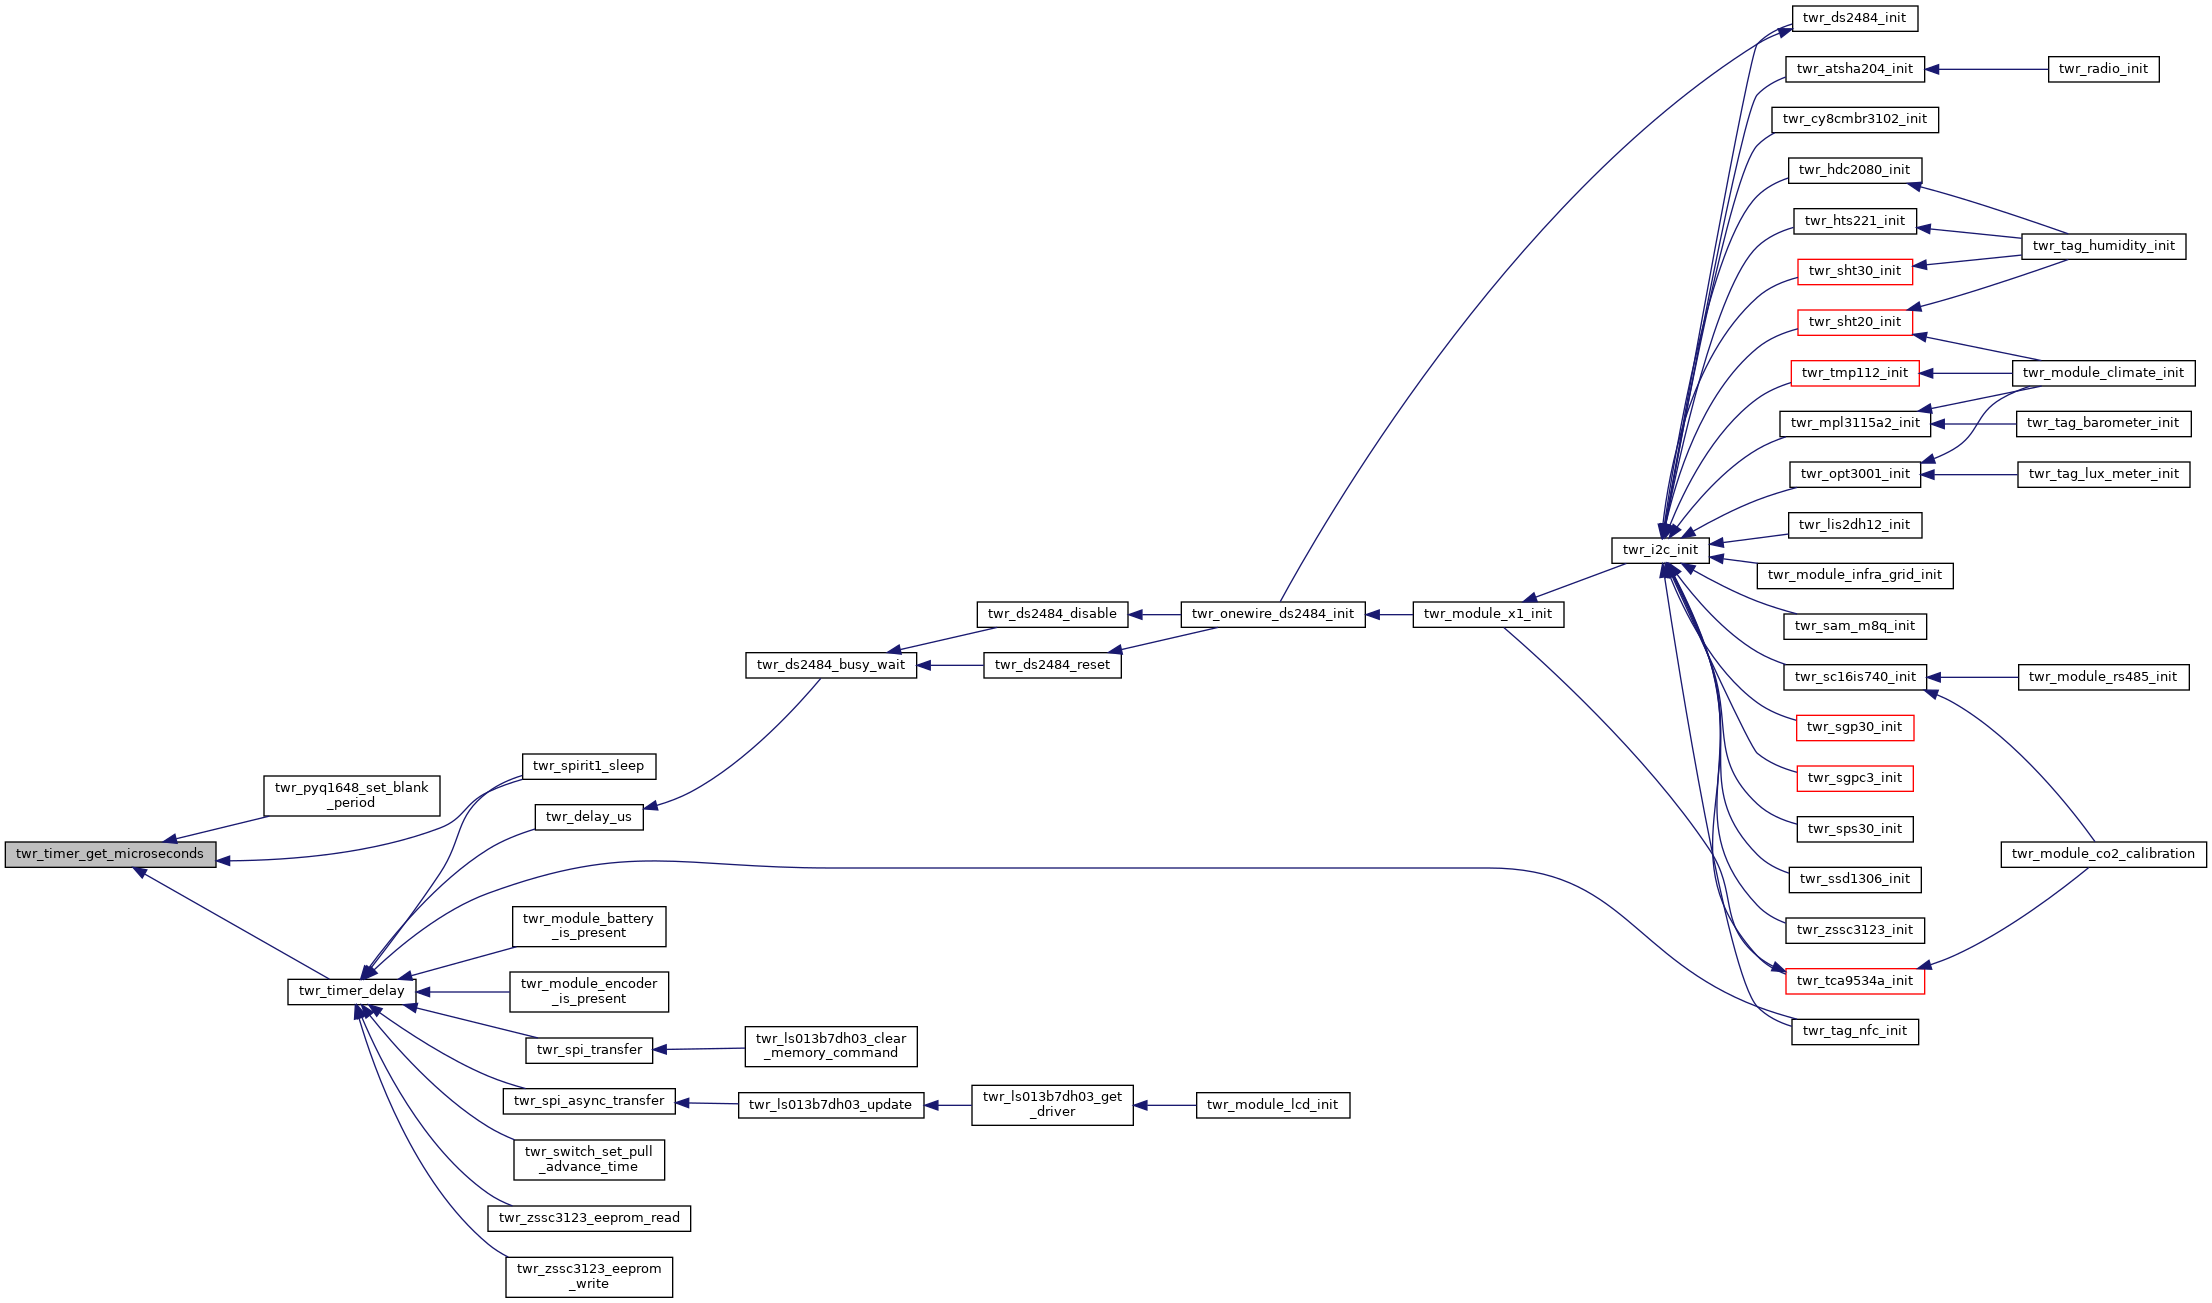 twr_timer_get_microseconds
twr_pyq1648_set_blank
_period
twr_spirit1_sleep
twr_delay_us
twr_timer_delay
twr_module_battery
_is_present
twr_module_encoder
_is_present
twr_spi_transfer
twr_spi_async_transfer
twr_switch_set_pull
_advance_time
twr_zssc3123_eeprom_read
twr_zssc3123_eeprom
_write
twr_ds2484_busy_wait
twr_ls013b7dh03_clear
_memory_command
twr_ls013b7dh03_update
twr_ds2484_disable
twr_ds2484_reset
twr_ls013b7dh03_get
_driver
twr_onewire_ds2484_init
twr_module_lcd_init
twr_module_x1_init
twr_i2c_init
twr_ds2484_init
twr_atsha204_init
twr_cy8cmbr3102_init
twr_hdc2080_init
twr_hts221_init
twr_sht30_init
twr_sht20_init
twr_tmp112_init
twr_mpl3115a2_init
twr_opt3001_init
twr_lis2dh12_init
twr_module_infra_grid_init
twr_sam_m8q_init
twr_sc16is740_init
twr_sgp30_init
twr_sgpc3_init
twr_sps30_init
twr_ssd1306_init
twr_zssc3123_init
twr_tca9534a_init
twr_tag_nfc_init
twr_radio_init
twr_tag_humidity_init
twr_module_climate_init
twr_tag_barometer_init
twr_tag_lux_meter_init
twr_module_rs485_init
twr_module_co2_calibration